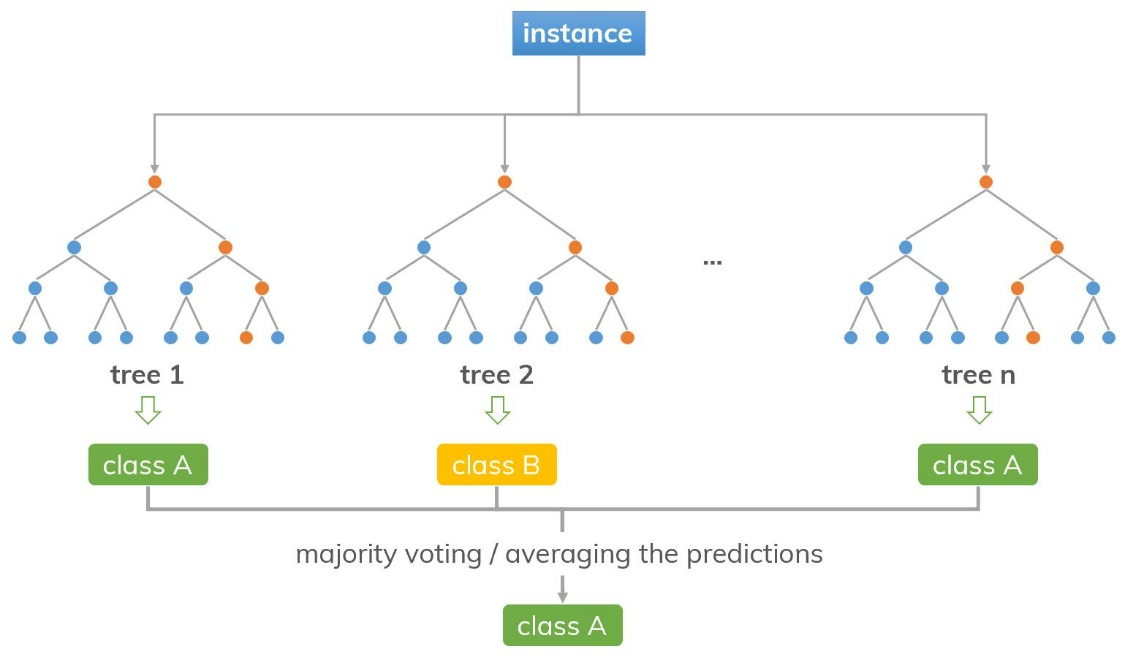 instance
...
tree 1
tree 2
tree n
class A
class B
class A
majority voting / averaging the predictions
class A